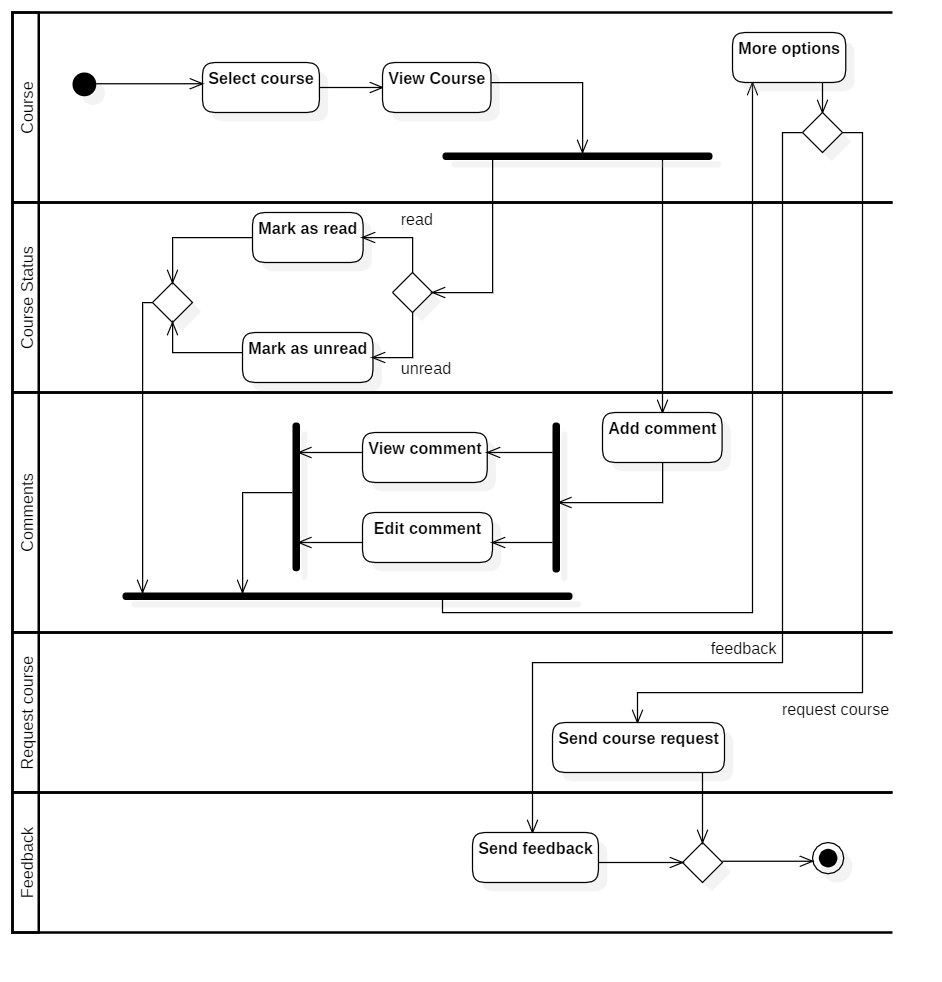 Course
Select course
View Course
More options
Course Status
Mark as read
read
Mark as unread
unread
Comments
Add comment
View comment
Edit comment
Request course
feedback
request course
Send course request
Feedback
Send feedback